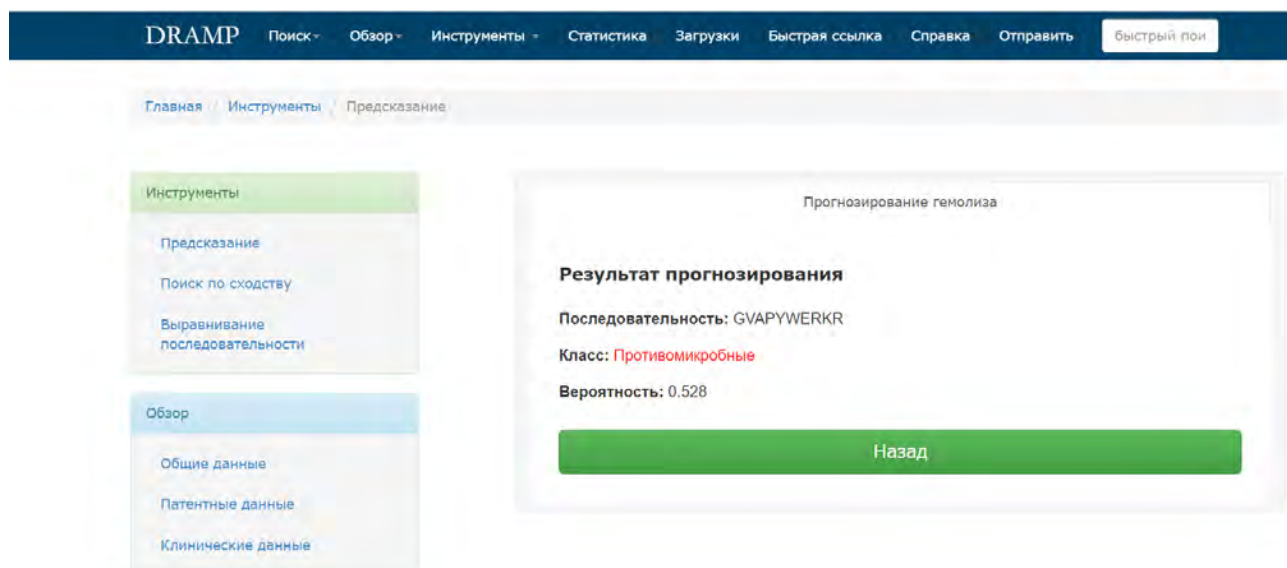 DRAMP Поиск Обзор Инструменты Статистика Загрузки Быстрая ссылка Справка Отправить быстрый пои
Главная / Инструменты / Предсказание
Инструменты
Предсказание
Поиск по сходству
Выравнивание
последовательности
Обзор
Общие данные
Патентные данные
Клинические данные
Прогнозирование гемолиза
Результат прогнозирования
Последовательность: GVAPYWERKR
Класс: Противомикробные
Вероятность: 0.528
Назад